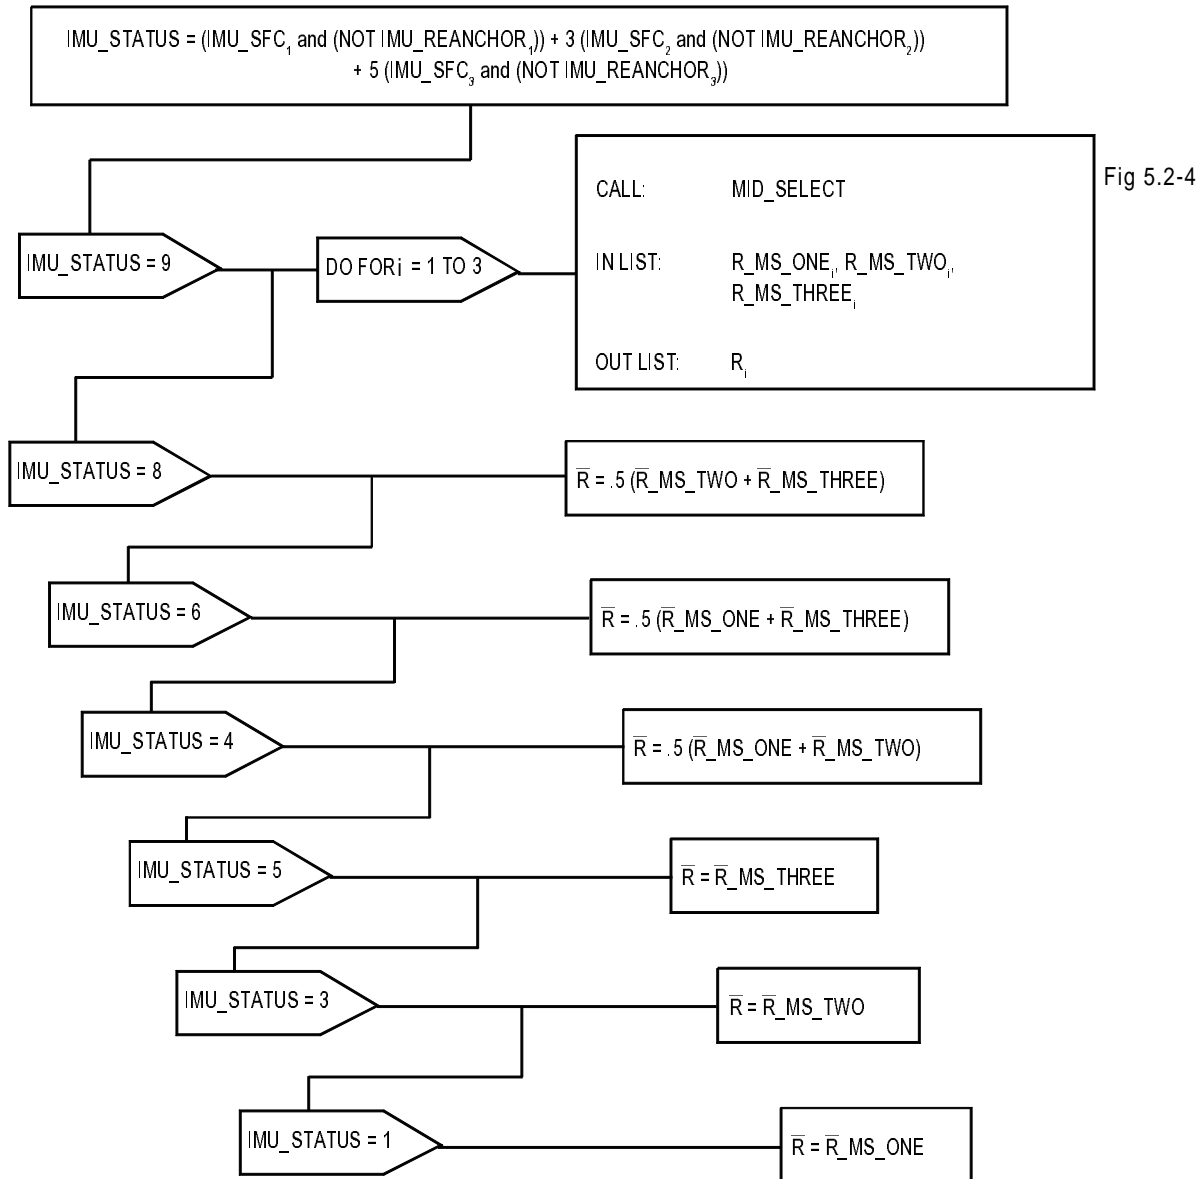 IMU_STATUS = (IMU_SFC₁ and (NOT IMU_REANCHOR₁)) + 3 (IMU_SFC₂ and (NOT IMU_REANCHOR₂))
+ 5 (IMU_SFC₃ and (NOT IMU_REANCHOR₃))
Fig 5.2-4
CALL: MID_SELECT
IMU_STATUS = 9
DO FOR i = 1 TO 3
IN LIST: R_MS_ONEᵢ, R_MS_TWOᵢ,
R_MS_THREEᵢ
OUT LIST: Rᵢ
IMU_STATUS = 8
R̅ = .5 (R̅_MS_TWO + R̅_MS_THREE)
IMU_STATUS = 6
R̅ = .5 (R̅_MS_ONE + R̅_MS_THREE)
IMU_STATUS = 4
R̅ = .5 (R̅_MS_ONE + R̅_MS_TWO)
IMU_STATUS = 5
R̅ = R̅_MS_THREE
IMU_STATUS = 3
R̅ = R̅_MS_TWO
IMU_STATUS = 1
R̅ = R̅_MS_ONE